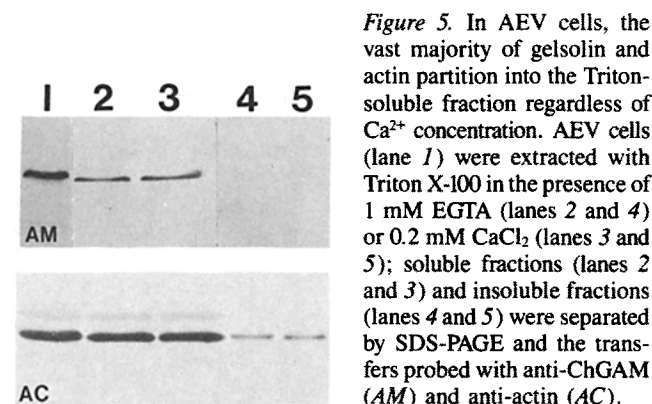 1 2 3 4 5
AM
AC
Figure 5. In AEV cells, the
vast majority of gelsolin and
actin partition into the Triton-
soluble fraction regardless of
Ca²⁺ concentration. AEV cells
(lane 1) were extracted with
Triton X-100 in the presence of
1 mM EGTA (lanes 2 and 4)
or 0.2 mM CaCl₂ (lanes 3 and
5); soluble fractions (lanes 2
and 3) and insoluble fractions
(lanes 4 and 5) were separated
by SDS-PAGE and the trans-
fers probed with anti-ChGAM
(AM) and anti-actin (AC).